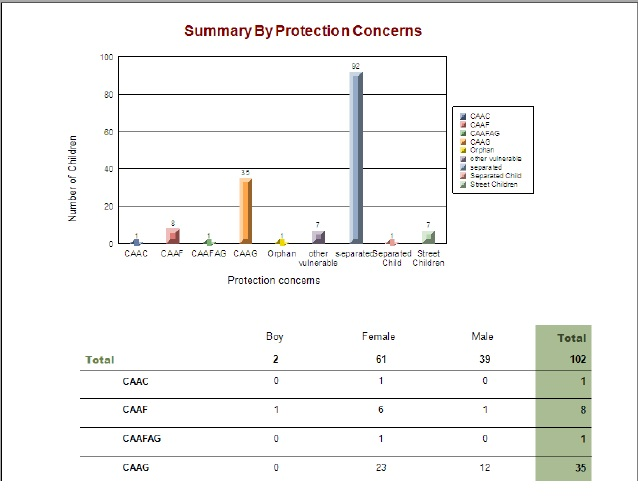 Summary By Protection Concerns
Number of Children
100
80
60
40
20
0
1
8
1
35
1
7
92
1
7
CAAC
CAAF
CAAFAG
CAAG
Orphan
other vulnerable
separated
Separated Child
Street Children
Protection concerns
CAAC
CAAF
CAAFAG
CAAG
Orphan
other vulnerable
separated
Separated Child
Street Children
Boy Female Male Total
Total 2 61 39 102
CAAC 0 1 0 1
CAAF 1 6 1 8
CAAFAG 0 1 0 1
CAAG 0 23 12 35